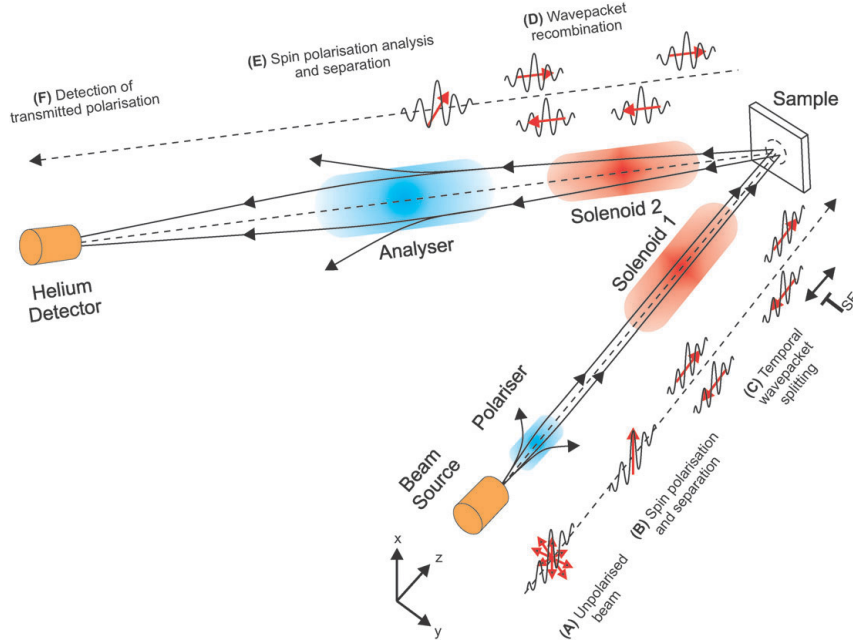 (D) Wavepacket
recombination
(E) Spin polarisation analysis
and separation
(F) Detection of
transmitted polarisation
Sample
Solenoid 2
Solenoid 1
Analyser
Helium
Detector
T_SE
(C) Temporal
wavepacket
splitting
Polariser
Beam
Source
(B) Spin polarisation
and separation
(A) Unpolarised
beam
x
z
y